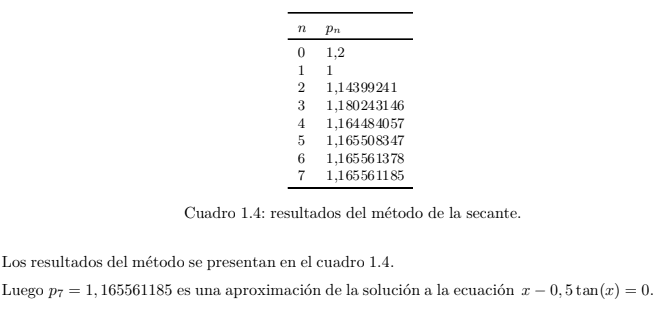 n pₙ
0 1,2
1 1
2 1,14399241
3 1,180243146
4 1,164484057
5 1,165508347
6 1,165561378
7 1,165561185
Cuadro 1.4: resultados del método de la secante.
Los resultados del método se presentan en el cuadro 1.4.
Luego p₇ = 1, 165561185 es una aproximación de la solución a la ecuación x − 0, 5 tan(x) = 0.